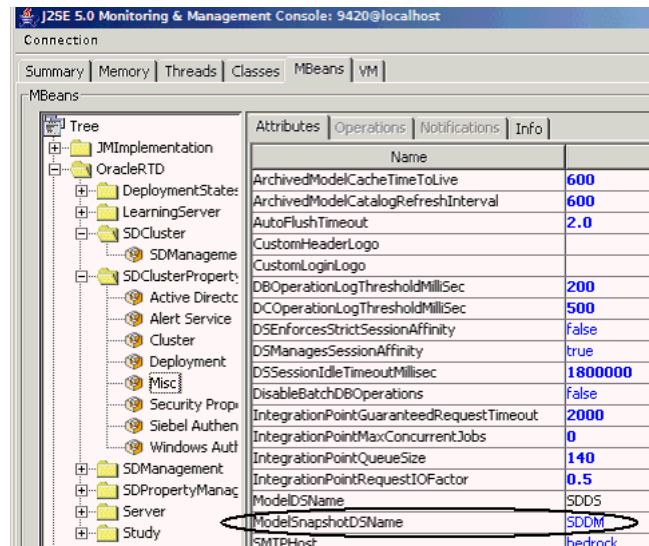 J2SE 5.0 Monitoring & Management Console: 9420@localhost
Connection
Summary Memory Threads Classes MBeans VM
MBeans
Tree
JMImplementation
OracleRTD
DeploymentStates
LearningServer
SDCluster
SDManageme
SDClusterProperty
Active Directo
Alert Service
Cluster
Deployment
Misc
Security Prop
Siebel Authen
Windows Auth
SDManagement
SDPropertyManag
Server
Study
Attributes Operations Notifications Info
Name
ArchivedModelCacheTimeToLive 600
ArchivedModelCatalogRefreshInterval 600
AutoFlushTimeout 2.0
CustomHeaderLogo
CustomLoginLogo
DBOperationLogThresholdMilliSec 200
DCOperationLogThresholdMilliSec 500
DSEnforcesStrictSessionAffinity false
DSManagesSessionAffinity true
DSSessionIdleTimeoutMillisec 1800000
DisableBatchDBOperations false
IntegrationPointGuaranteedRequestTimeout 2000
IntegrationPointMaxConcurrentJobs 0
IntegrationPointQueueSize 140
IntegrationPointRequestIOFactor 0.5
ModelDSName SDDS
ModelSnapshotDSName SDDM
SMTPHost bedrock